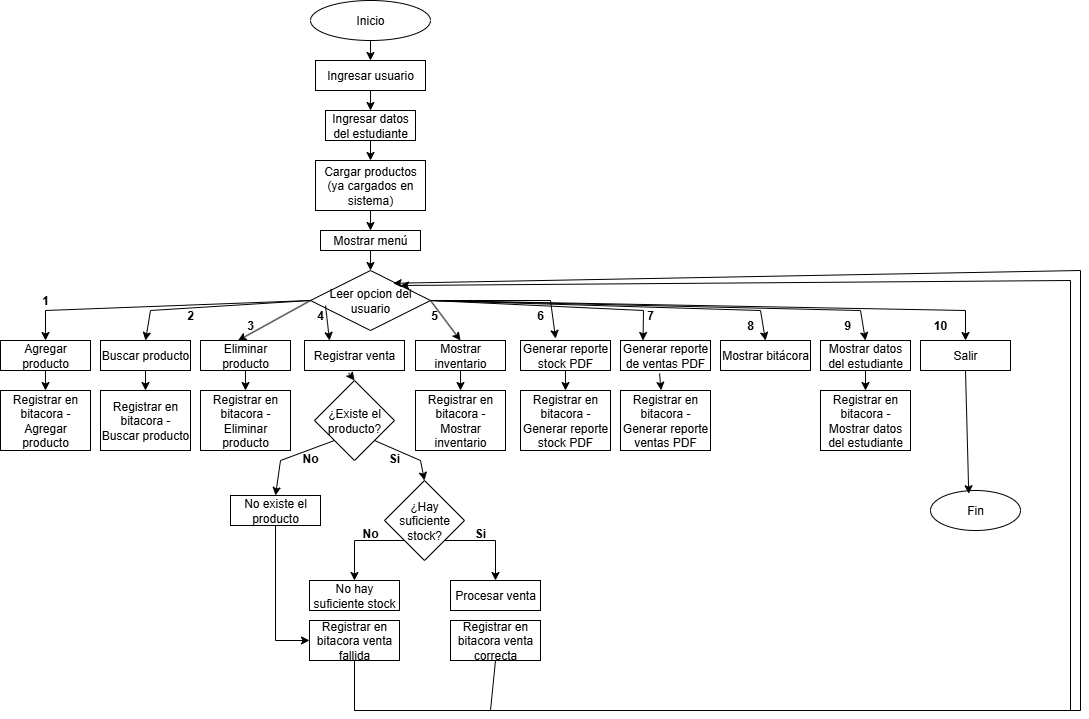 Inicio
Ingresar usuario
Ingresar datos
del estudiante
Cargar productos
(ya cargados en
sistema)
Mostrar menú
Leer opcion del
usuario
1
2
3
4
5
6
7
8
9
10
Agregar
producto
Buscar producto
Eliminar
producto
Registrar venta
Mostrar
inventario
Generar reporte
stock PDF
Generar reporte
de ventas PDF
Mostrar bitácora
Mostrar datos
del estudiante
Salir
Registrar en
bitacora -
Agregar
producto
Registrar en
bitacora -
Buscar producto
Registrar en
bitacora -
Eliminar
producto
¿Existe el
producto?
Registrar en
bitacora -
Mostrar
inventario
Registrar en
bitacora -
Generar reporte
stock PDF
Registrar en
bitacora -
Generar reporte
ventas PDF
Registrar en
bitacora -
Mostrar datos
del estudiante
No
Si
No existe el
producto
¿Hay
suficiente
stock?
Fin
No
Si
No hay
suficiente stock
Procesar venta
Registrar en
bitacora venta
fallida
Registrar en
bitacora venta
correcta